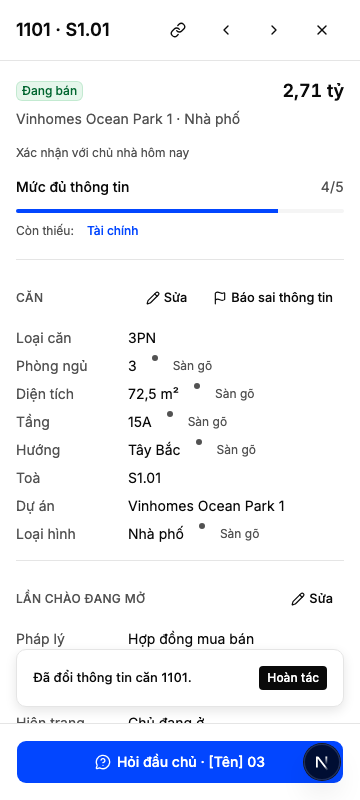 1101 · S1.01
Đang bán
2,71 tỷ
Vinhomes Ocean Park 1 · Nhà phố
Xác nhận với chủ nhà hôm nay
Mức đủ thông tin
4/5
Còn thiếu: Tài chính
CĂN
Sửa
Báo sai thông tin
Loại căn 3PN
Phòng ngủ 3 Sàn gõ
Diện tích 72,5 m² Sàn gõ
Tầng 15A Sàn gõ
Hướng Tây Bắc Sàn gõ
Toà S1.01
Dự án Vinhomes Ocean Park 1
Loại hình Nhà phố Sàn gõ
LẦN CHÀO ĐANG MỞ
Sửa
Pháp lý Hợp đồng mua bán
Đã đổi thông tin căn 1101.
Hoàn tác
Hiện trạng Chủ đang ở
Hỏi đầu chủ · [Tên] 03
N